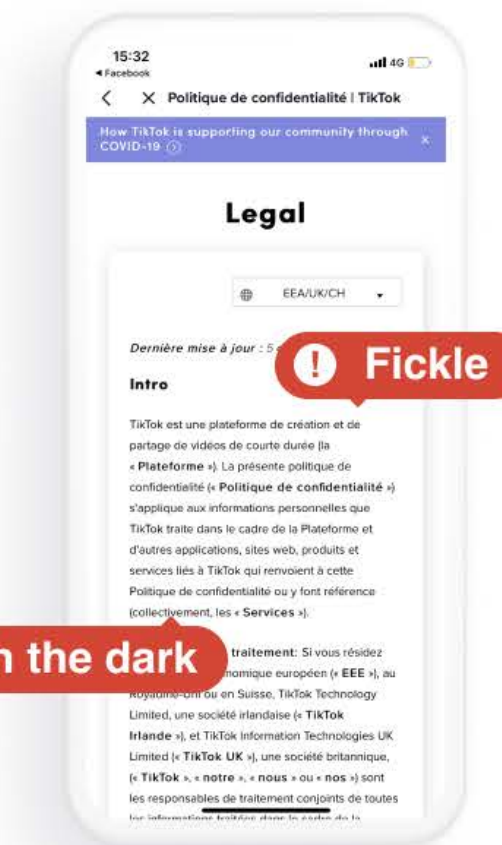 15:32
4G
Facebook
Politique de confidentialité | TikTok
How TikTok is supporting our community through
COVID-19
Legal
EEA/UK/CH
Dernière mise à jour : 5
Fickle
Intro
TikTok est une plateforme de création et de
partage de vidéos de courte durée (la
« Plateforme »). La présente politique de
confidentialité (« Politique de confidentialité »)
s'applique aux informations personnelles que
TikTok traite dans le cadre de la Plateforme et
d'autres applications, sites web, produits et
services liés à TikTok qui renvoient à cette
Politique de confidentialité ou y font référence
(collectivement, les « Services »).
the dark
traitement: Si vous résidez
européen (« EEE »), au
Royaume-Uni ou en Suisse, TikTok Technology
Limited, une société irlandaise (« TikTok
Irlande »), et TikTok Information Technologies UK
Limited (« TikTok UK »), une société britannique,
(« TikTok », « notre », « nous » ou « nos ») sont
les responsables de traitement conjoints de toutes